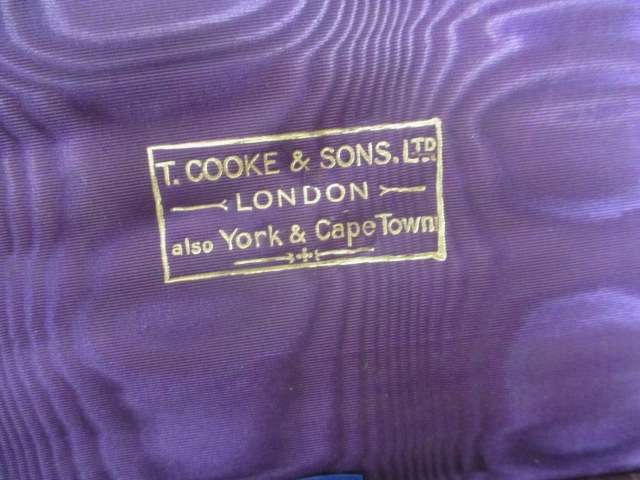 T. COOKE & SONS. LTD.
LONDON
also York & Cape Town